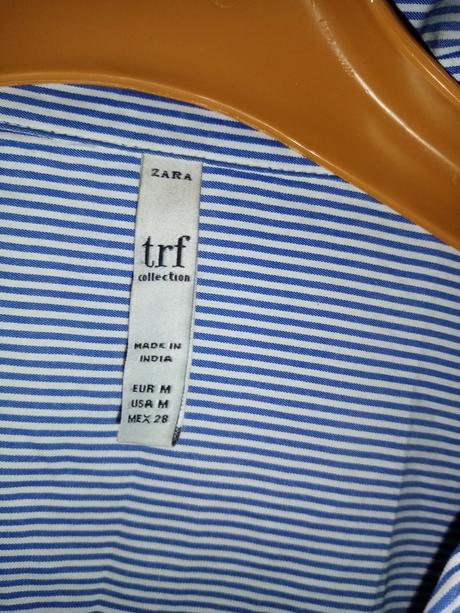 ZARA
trf
collection
MADE IN
INDIA
EUR M
USA M
MEX 28